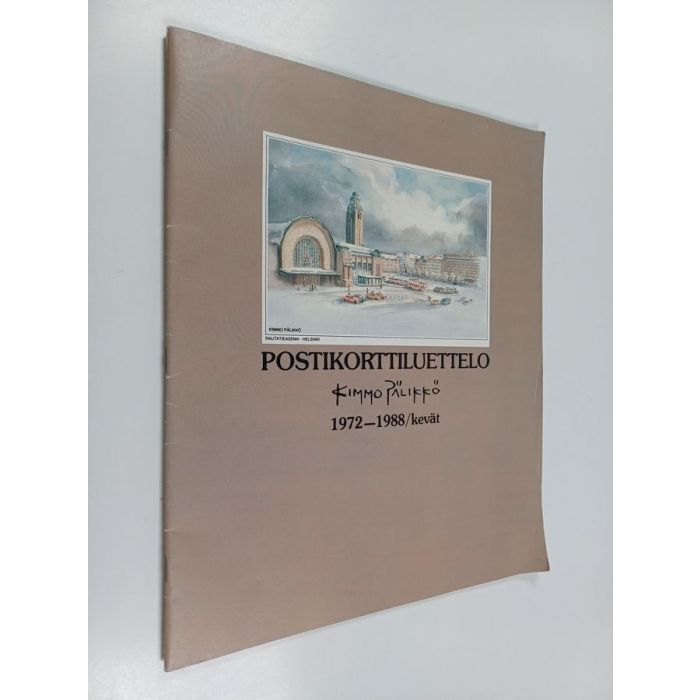 KIMMO PÄLIKKÖ
RAUTATIEASEMA - HELSINKI
POSTIKORTTILUETTELO
KIMMO PÄLIKKÖ
1972—1988/kevät